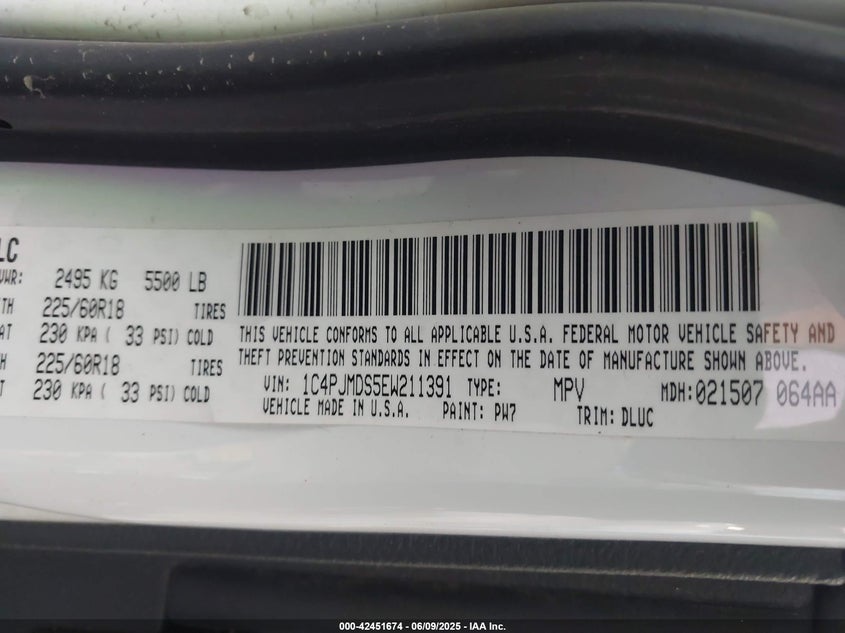 LC
VWR: 2495 KG 5500 LB
TH 225/60R18 TIRES
AT 230 KPA ( 33 PSI) COLD
H 225/60R18 TIRES
T 230 KPA ( 33 PSI) COLD
THIS VEHICLE CONFORMS TO ALL APPLICABLE U.S.A. FEDERAL MOTOR VEHICLE SAFETY AND
THEFT PREVENTION STANDARDS IN EFFECT ON THE DATE OF MANUFACTURE SHOWN ABOVE.
VIN: 1C4PJMDS5EW211391 TYPE: MPV MDH:021507 064AA
VEHICLE MADE IN U.S.A. PAINT: PW7 TRIM: DLUC
000-42451674 - 06/09/2025 - IAA Inc.